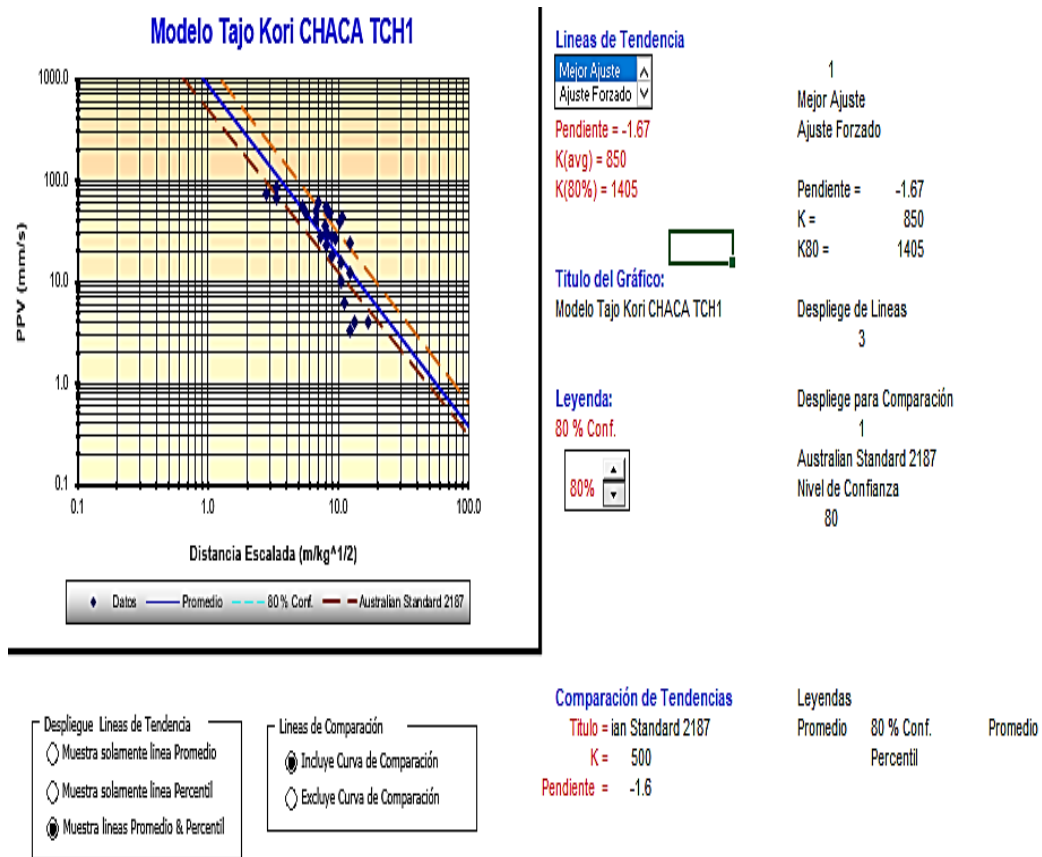 Modelo Tajo Kori CHACA TCH1
1000.0
100.0
10.0
1.0
0.1
PPV (mm/s)
0.1 1.0 10.0 100.0
Distancia Escalada (m/kg^1/2)
Datos Promedio 80 % Conf. Australian Standard 2187
Lineas de Tendencia
Mejor Ajuste
Ajuste Forzado
Pendiente = -1.67
K(avg) = 850
K(80%) = 1405
1
Mejor Ajuste
Ajuste Forzado
Pendiente = -1.67
K = 850
K80 = 1405
Titulo del Gráfico:
Modelo Tajo Kori CHACA TCH1
Despliege de Lineas
3
Leyenda:
80 % Conf.
80%
Despliege para Comparación
1
Australian Standard 2187
Nivel de Confianza
80
Despliegue Lineas de Tendencia
Muestra solamente linea Promedio
Muestra solamente linea Percentil
Muestra lineas Promedio & Percentil
Lineas de Comparación
Incluye Curva de Comparación
Excluye Curva de Comparación
Comparación de Tendencias
Titulo = ian Standard 2187
K = 500
Pendiente = -1.6
Leyendas
Promedio 80 % Conf. Promedio
Percentil